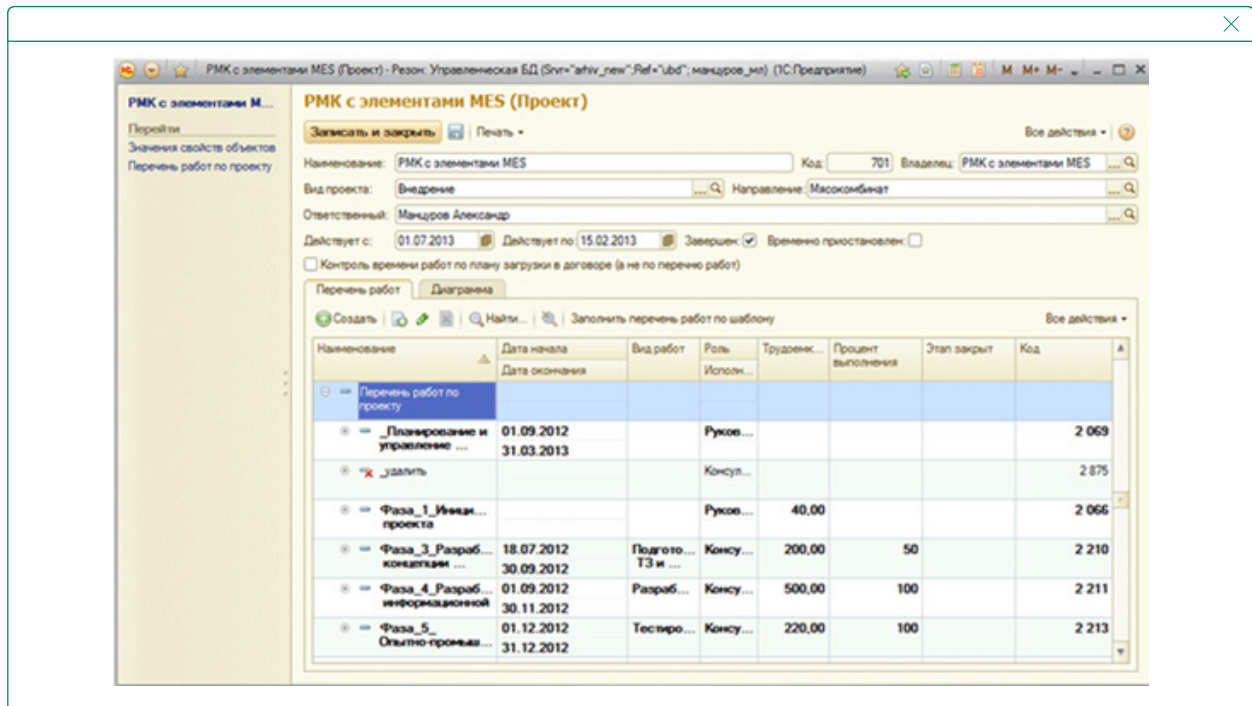 РМК с элементами MES (Проект) - Резон: Управленческая БД (Srvr="arhiv_new";Ref="ubd"; манцуров_мл) (1С:Предприятие) M M+ M-
РМК с элементами М...
Перейти
Значения свойств объектов
Перечень работ по проекту
РМК с элементами MES (Проект)
Записать и закрыть Печать Все действия
Наименование: РМК с элементами MES Код: 701 Владелец: РМК с элементами MES ...
Вид проекта: Внедрение ... Направление: Мясокомбинат ...
Ответственный: Манцуров Александр ...
Действует с: 01.07.2013 Действует по: 15.02.2013 Завершен: Временно приостановлен:
Контроль времени работ по плану загрузки в договоре (а не по перечню работ)
Перечень работ Диаграмма
Создать Найти... Заполнить перечень работ по шаблону Все действия
Наименование Дата начала Вид работ Роль Трудоемк... Процент выполнения Этап закрыт Код
Дата окончания Исполн...
Перечень работ по
проекту
_Планирование и 01.09.2012 Руков... 2 069
управление ... 31.03.2013
_удалить Консул... 2 875
Фаза_1_Иници... Руков... 40,00 2 066
проекта
Фаза_3_Разраб... 18.07.2012 Подгото... Консу... 200,00 50 2 210
концепции ... 30.09.2012 ТЗ и ...
Фаза_4_Разраб... 01.09.2012 Разраб... Консу... 500,00 100 2 211
информационной 30.11.2012
Фаза_5_ 01.12.2012 Тестиро... Консу... 220,00 100 2 213
Опытно-промыш... 31.12.2012